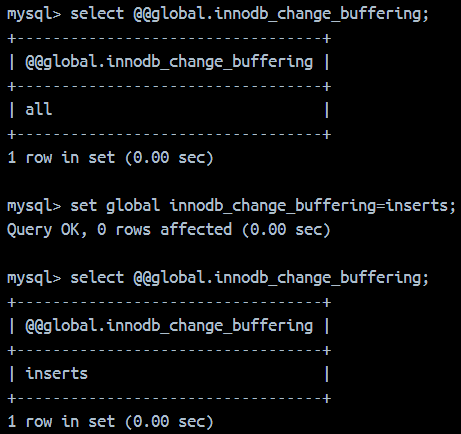 mysql> select @@global.innodb_change_buffering;
+---------------------------------+
| @@global.innodb_change_buffering |
+---------------------------------+
| all                              |
+---------------------------------+
1 row in set (0.00 sec)

mysql> set global innodb_change_buffering=inserts;
Query OK, 0 rows affected (0.00 sec)

mysql> select @@global.innodb_change_buffering;
+---------------------------------+
| @@global.innodb_change_buffering |
+---------------------------------+
| inserts                          |
+---------------------------------+
1 row in set (0.00 sec)